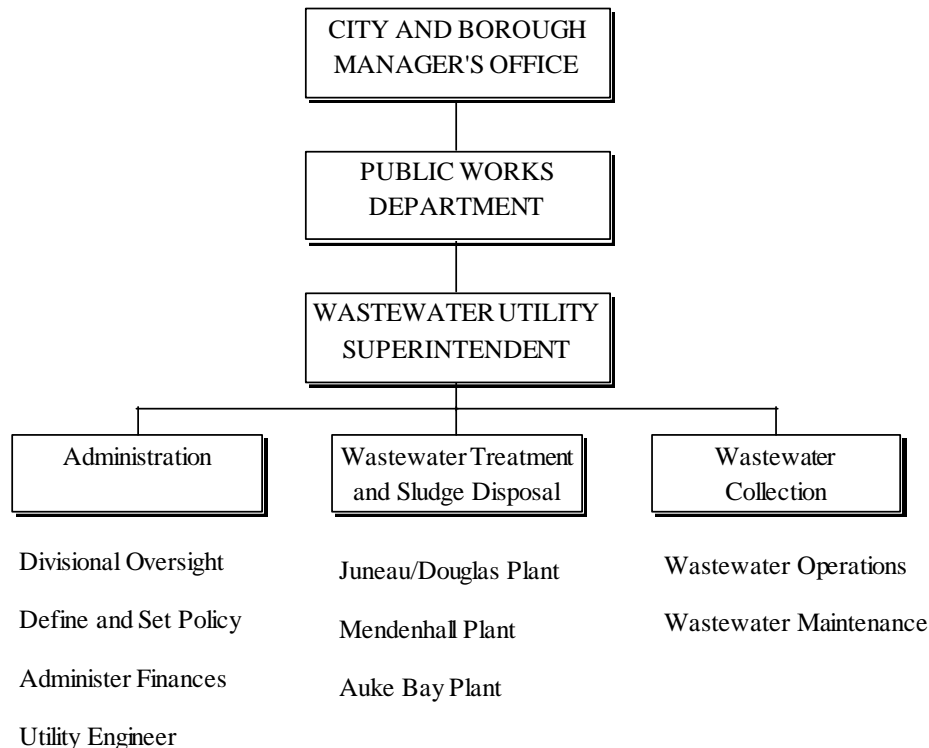 CITY AND BOROUGH
MANAGER'S OFFICE
PUBLIC WORKS
DEPARTMENT
WASTEWATER UTILITY
SUPERINTENDENT
Administration
Wastewater Treatment
and Sludge Disposal
Wastewater
Collection
Divisional Oversight
Define and Set Policy
Administer Finances
Utility Engineer
Juneau/Douglas Plant
Mendenhall Plant
Auke Bay Plant
Wastewater Operations
Wastewater Maintenance